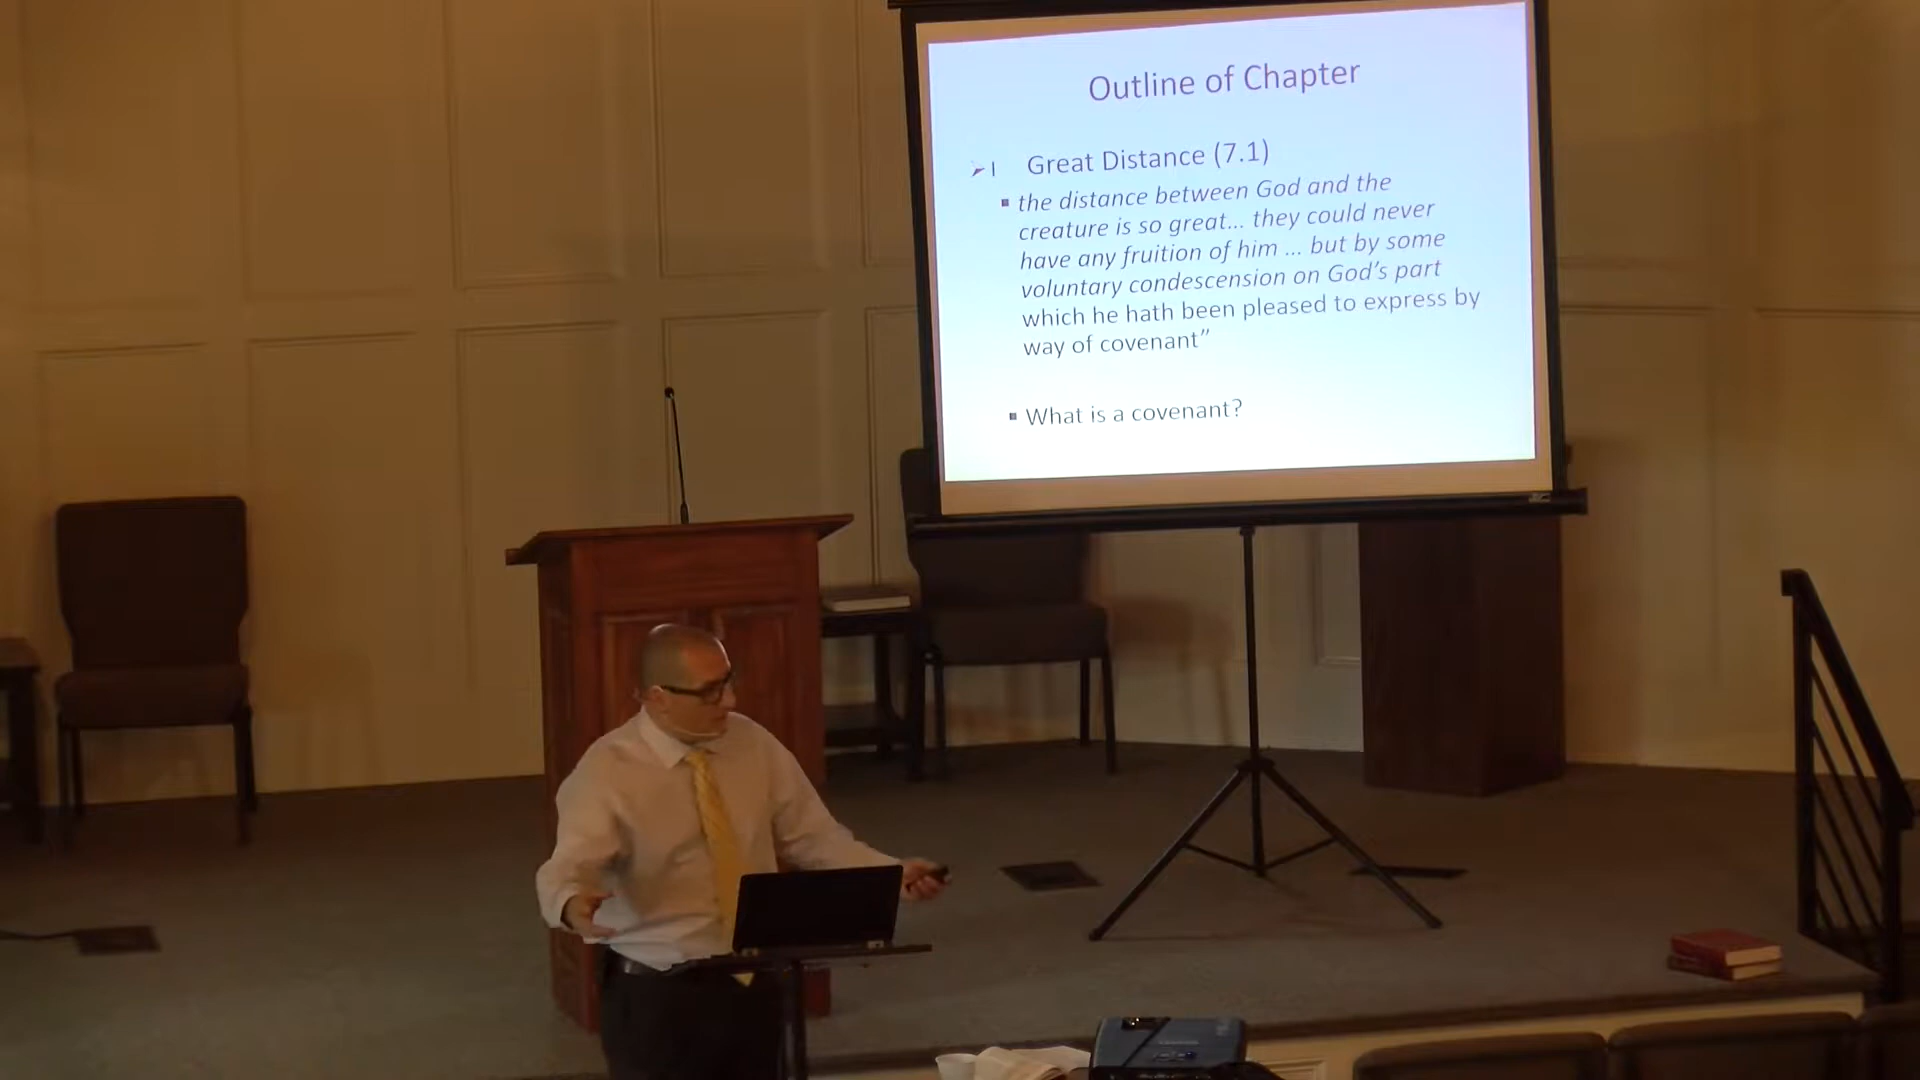 Outline of Chapter
I Great Distance (7.1)
the distance between God and the
creature is so great... they could never
have any fruition of him ... but by some
voluntary condescension on God's part
which he hath been pleased to express by
way of covenant"
What is a covenant?